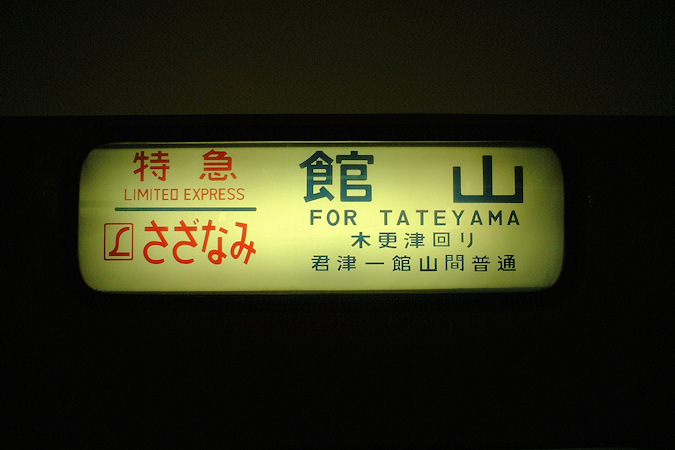 特急
LIMITED EXPRESS
L さざなみ
館山
FOR TATEYAMA
木更津回り
君津ー館山間普通